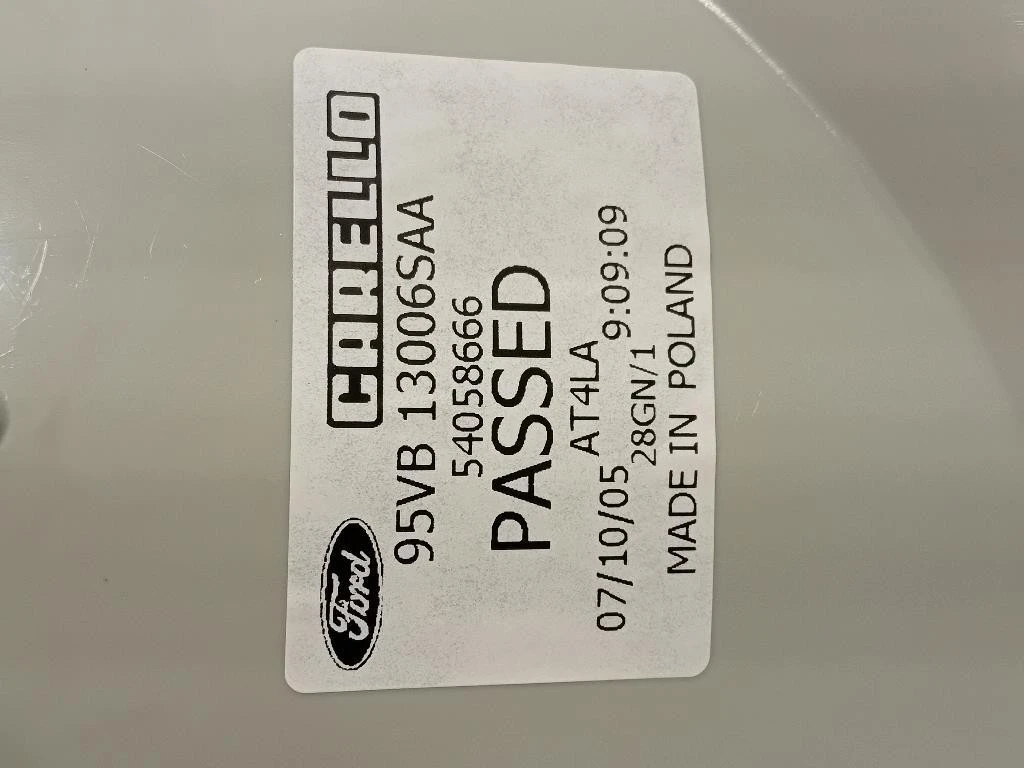 Ford CARELLO
95VB 13006SAA
54058666
PASSED
AT4LA
07/10/05 9:09:09
28GN/1
MADE IN POLAND